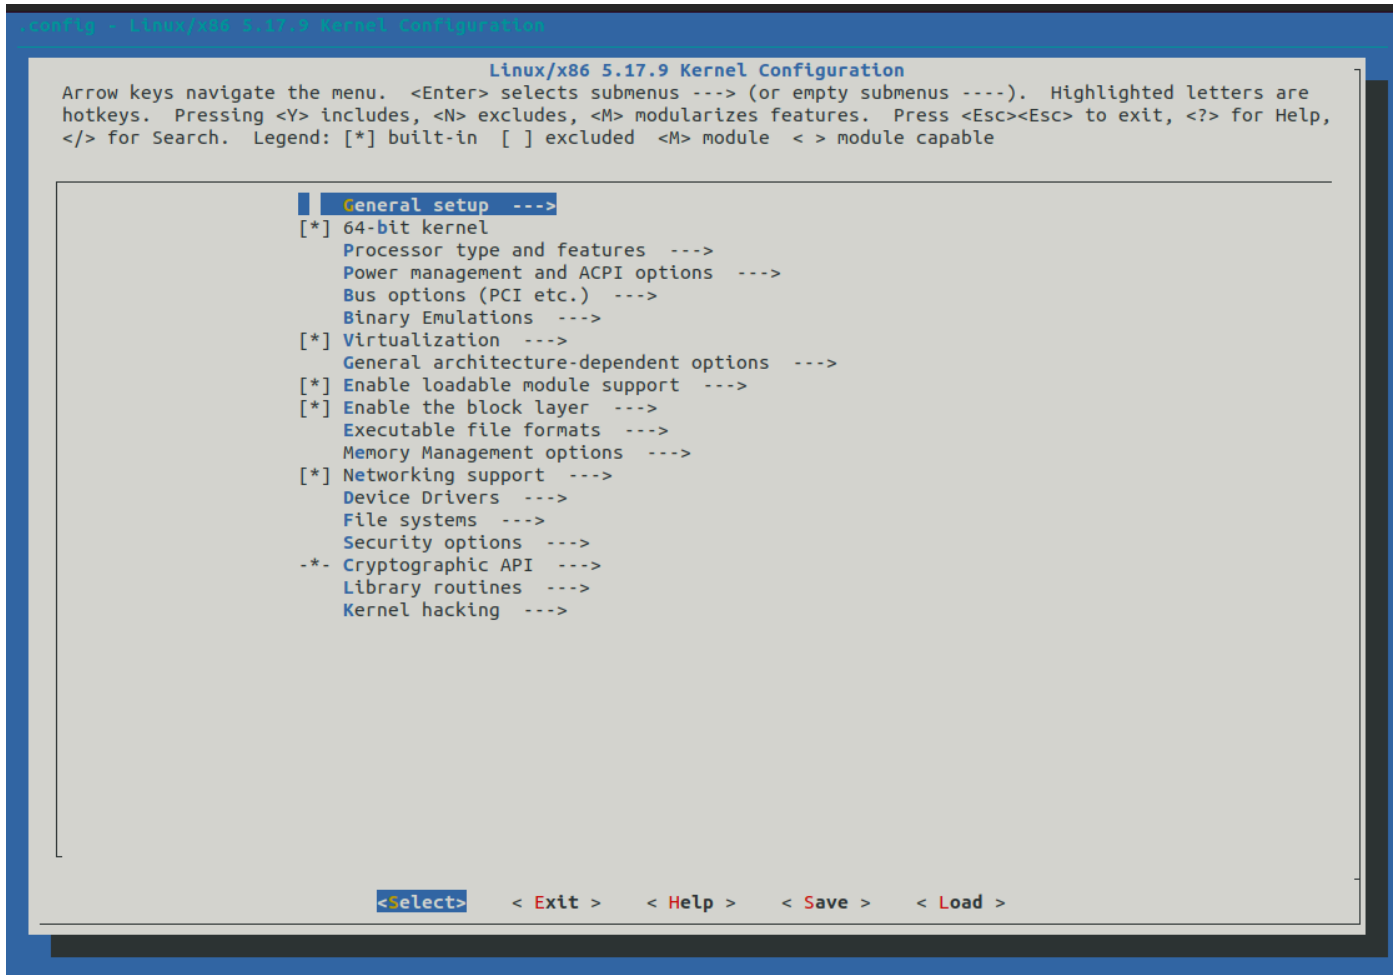 .config - Linux/x86 5.17.9 Kernel Configuration
Linux/x86 5.17.9 Kernel Configuration
Arrow keys navigate the menu.  <Enter> selects submenus ---> (or empty submenus ----).  Highlighted letters are
hotkeys.  Pressing <Y> includes, <N> excludes, <M> modularizes features.  Press <Esc><Esc> to exit, <?> for Help,
</> for Search.  Legend: [*] built-in  [ ] excluded  <M> module  < > module capable
General setup  --->
[*] 64-bit kernel
Processor type and features  --->
Power management and ACPI options  --->
Bus options (PCI etc.)  --->
Binary Emulations  --->
[*] Virtualization  --->
General architecture-dependent options  --->
[*] Enable loadable module support  --->
[*] Enable the block layer  --->
Executable file formats  --->
Memory Management options  --->
[*] Networking support  --->
Device Drivers  --->
File systems  --->
Security options  --->
-*- Cryptographic API  --->
Library routines  --->
Kernel hacking  --->
<Select>    < Exit >    < Help >    < Save >    < Load >